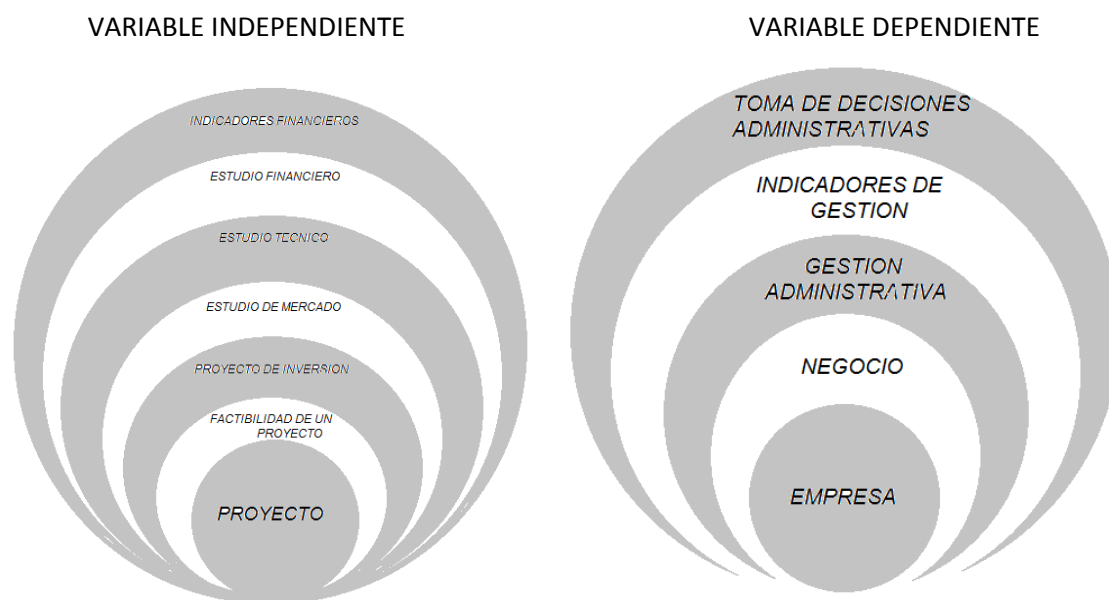 VARIABLE INDEPENDIENTE
INDICADORES FINANCIEROS
ESTUDIO FINANCIERO
ESTUDIO TECNICO
ESTUDIO DE MERCADO
PROYECTO DE INVERSION
FACTIBILIDAD DE UN
PROYECTO
PROYECTO
VARIABLE DEPENDIENTE
TOMA DE DECISIONES
ADMINISTRATIVAS
INDICADORES DE
GESTION
GESTION
ADMINISTRATIVA
NEGOCIO
EMPRESA